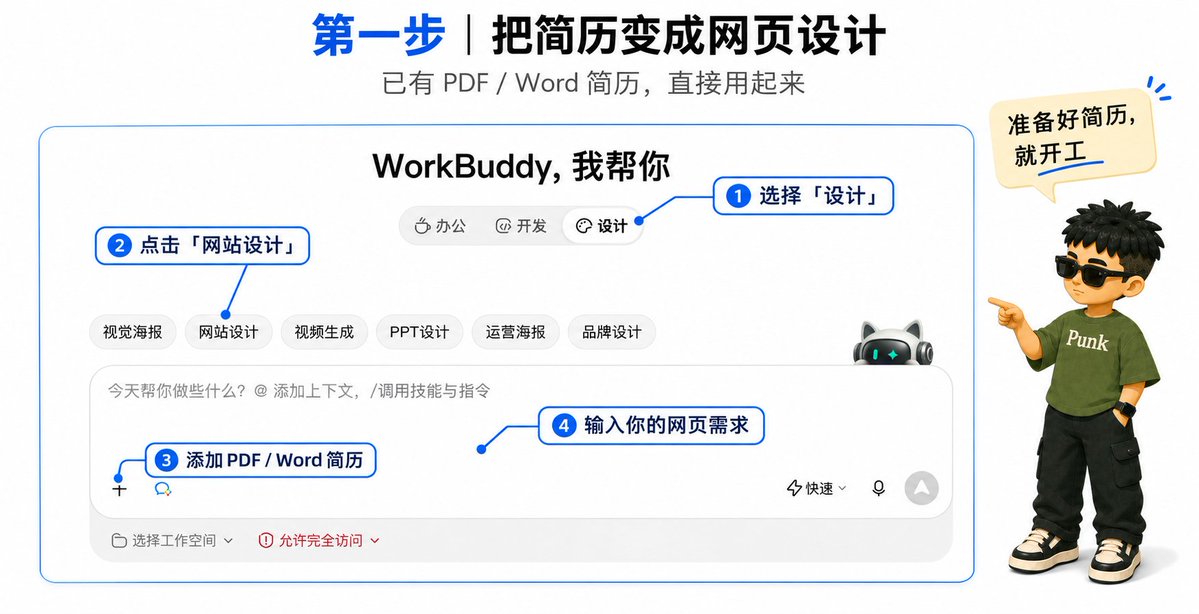 第一步｜把简历变成网页设计
已有 PDF / Word 简历，直接用起来
准备好简历，
就开工
WorkBuddy, 我帮你
1 选择「设计」
办公 开发 设计
2 点击「网站设计」
视觉海报 网站设计 视频生成 PPT设计 运营海报 品牌设计
Punk
今天帮你做些什么？@ 添加上下文，/调用技能与指令
4 输入你的网页需求
3 添加 PDF / Word 简历
快速
选择工作空间 允许完全访问